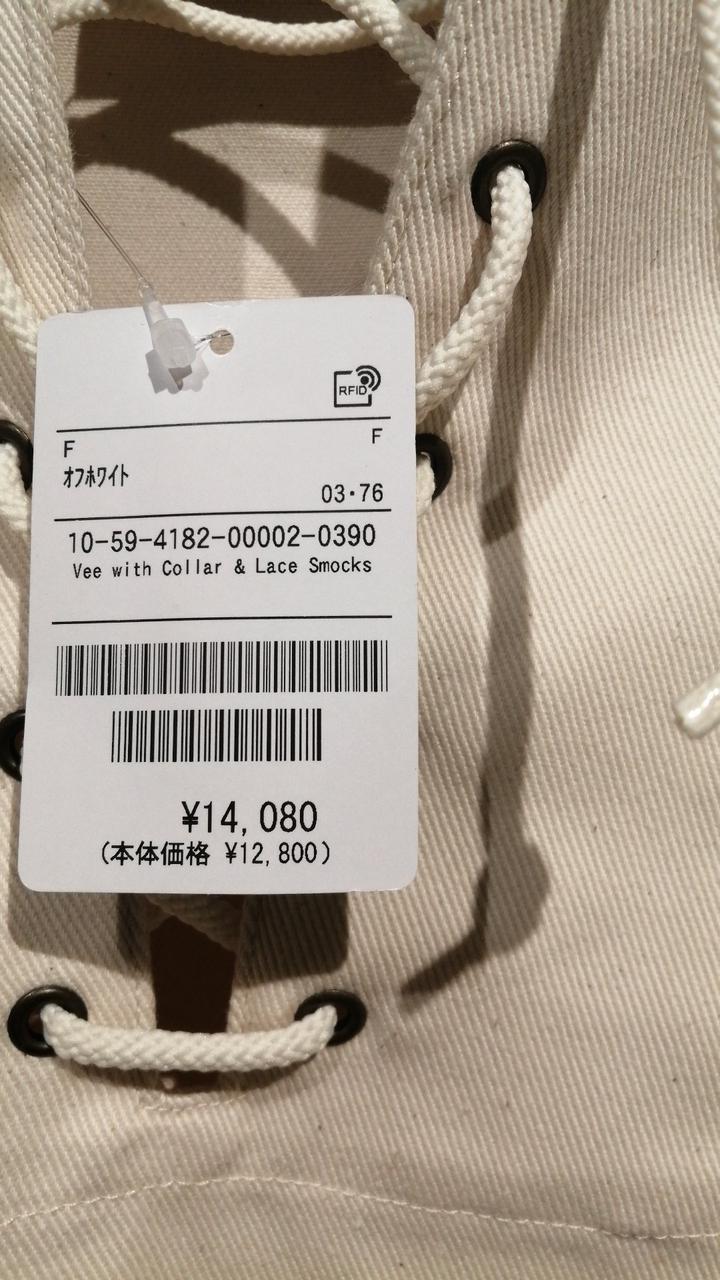 RFID
F F
オフホワイト
03・76
10-59-4182-00002-0390
Vee with Collar & Lace Smocks
¥14,080
(本体価格 ¥12,800)